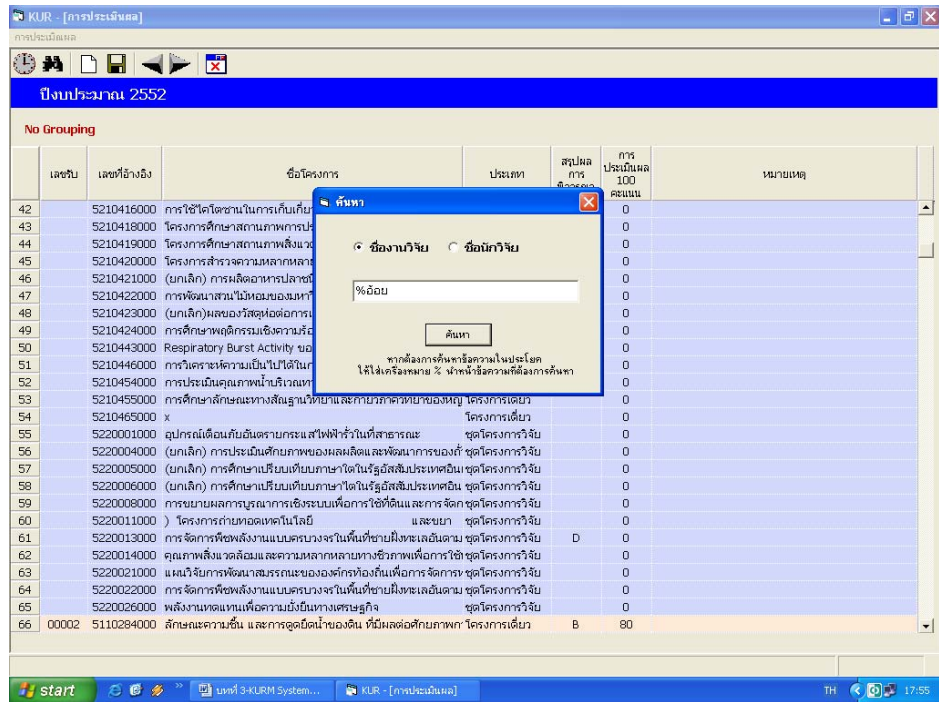 KUR - [การประเมินผล]
การประเมินผล
ปีงบประมาณ 2552
No Grouping
เลขรับ เลขที่อ้างอิง ชื่อโครงการ ประเภท สรุปผล การ การ ประเมินผล 100 คะแนน หมายเหตุ
ค้นหา
ชื่องานวิจัย ชื่อนักวิจัย
%อ้อย
ค้นหา
หากต้องการค้นหาข้อความในประโยค
ให้ใส่เครื่องหมาย % นำหน้าข้อความที่ต้องการค้นหา
42 5210416000 การใช้ไคโตซานในการเก็บเกี่ยว 0
43 5210418000 โครงการศึกษาสถานภาพการ 0
44 5210419000 โครงการศึกษาสถานภาพสิ่งแวด 0
45 5210420000 โครงการสำรวจความหลากหลาย 0
46 5210421000 (ยกเลิก) การผลิตอาหารปลา 0
47 5210422000 การพัฒนาสวนไม้หอมของมหา 0
48 5210423000 (ยกเลิก)ผลของวัสดุห่อต่อการ 0
49 5210424000 การศึกษาพฤติกรรมเชิงความร้อ 0
50 5210443000 Respiratory Burst Activity ขอ 0
51 5210446000 การวิเคราะห์ความเป็นไปได้ใน 0
52 5210454000 การประเมินคุณภาพน้ำบริเวณ 0
53 5210455000 การศึกษาลักษณะทางสัณฐานวิทยาและกายวิภาควิทยาของหญ โครงการเดี่ยว 0
54 5210465000 x โครงการเดี่ยว 0
55 5220001000 อุปกรณ์เตือนภัยอันตรายกระแสไฟฟ้ารั่วในที่สาธารณะ ชุดโครงการวิจัย 0
56 5220004000 (ยกเลิก) การประเมินศักยภาพของผลผลิตและพัฒนาการของถั่ ชุดโครงการวิจัย 0
57 5220005000 (ยกเลิก) การศึกษาเปรียบเทียบภาษาไตในรัฐอัสสัมประเทศอินเ ชุดโครงการวิจัย 0
58 5220006000 (ยกเลิก) การศึกษาเปรียบเทียบภาษาไตในรัฐอัสสัมประเทศอิน ชุดโครงการวิจัย 0
59 5220008000 การขยายผลการบูรณาการเชิงระบบเพื่อการใช้ที่ดินและการจัดก ชุดโครงการวิจัย 0
60 5220011000 ) โครงการถ่ายทอดเทคโนโลยี และขยา ชุดโครงการวิจัย 0
61 5220013000 การจัดการพืชพลังงานแบบครบวงจรในพื้นที่ชายฝั่งทะเลอันดาม ชุดโครงการวิจัย D 0
62 5220014000 คุณภาพสิ่งแวดล้อมและความหลากหลายทางชีวภาพเพื่อการใช้ ชุดโครงการวิจัย 0
63 5220021000 แผนวิจัยการพัฒนาสมรรถนะขององค์กรท้องถิ่นเพื่อการจัดการ ชุดโครงการวิจัย 0
64 5220022000 การจัดการพืชพลังงานแบบครบวงจรในพื้นที่ชายฝั่งทะเลอันดาม ชุดโครงการวิจัย 0
65 5220026000 พลังงานทดแทนเพื่อความยั่งยืนทางเศรษฐกิจ ชุดโครงการวิจัย 0
66 00002 5110284000 ลักษณะความชื้น และการดูดยึดน้ำของดิน ที่มีผลต่อศักยภาพก โครงการเดี่ยว B 80
start บทที่ 3-KURM System... KUR - [การประเมินผล] TH 17:55